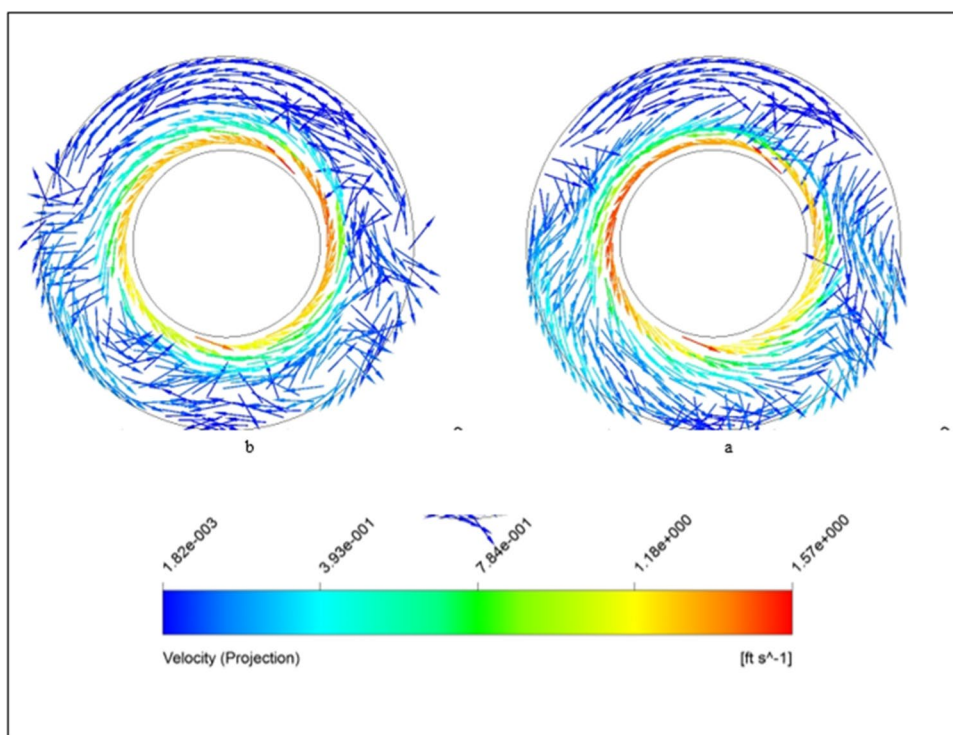 b
a
1.82e-003
3.93e-001
7.84e-001
1.18e+000
1.57e+000
Velocity (Projection)
[ft s^-1]